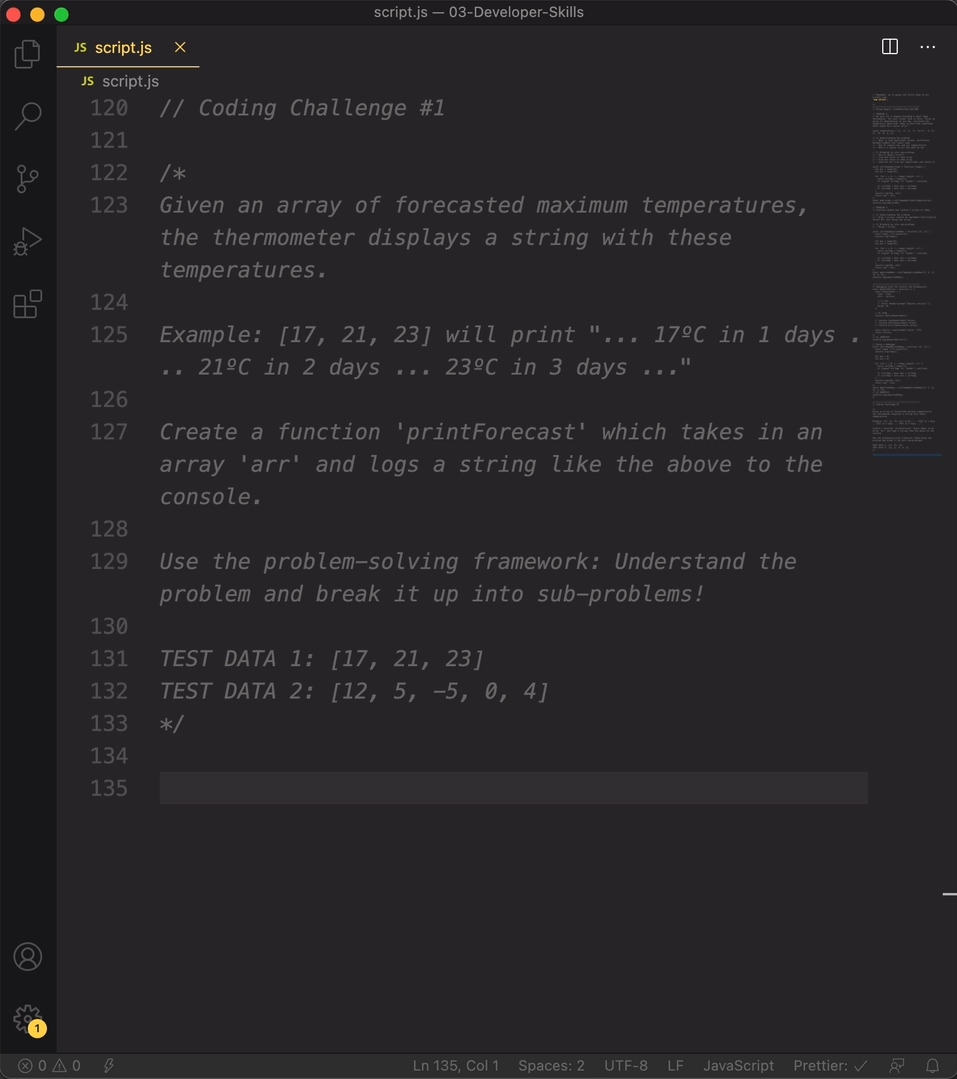 script.js — 03-Developer-Skills
JS script.js
JS script.js
120 // Coding Challenge #1
121
122 /*
123 Given an array of forecasted maximum temperatures,
the thermometer displays a string with these
temperatures.
124
125 Example: [17, 21, 23] will print "... 17ºC in 1 days .
.. 21ºC in 2 days ... 23ºC in 3 days ..."
126
127 Create a function 'printForecast' which takes in an
array 'arr' and logs a string like the above to the
console.
128
129 Use the problem-solving framework: Understand the
problem and break it up into sub-problems!
130
131 TEST DATA 1: [17, 21, 23]
132 TEST DATA 2: [12, 5, -5, 0, 4]
133 */
134
135
1
0 0 Ln 135, Col 1 Spaces: 2 UTF-8 LF JavaScript Prettier: ✓